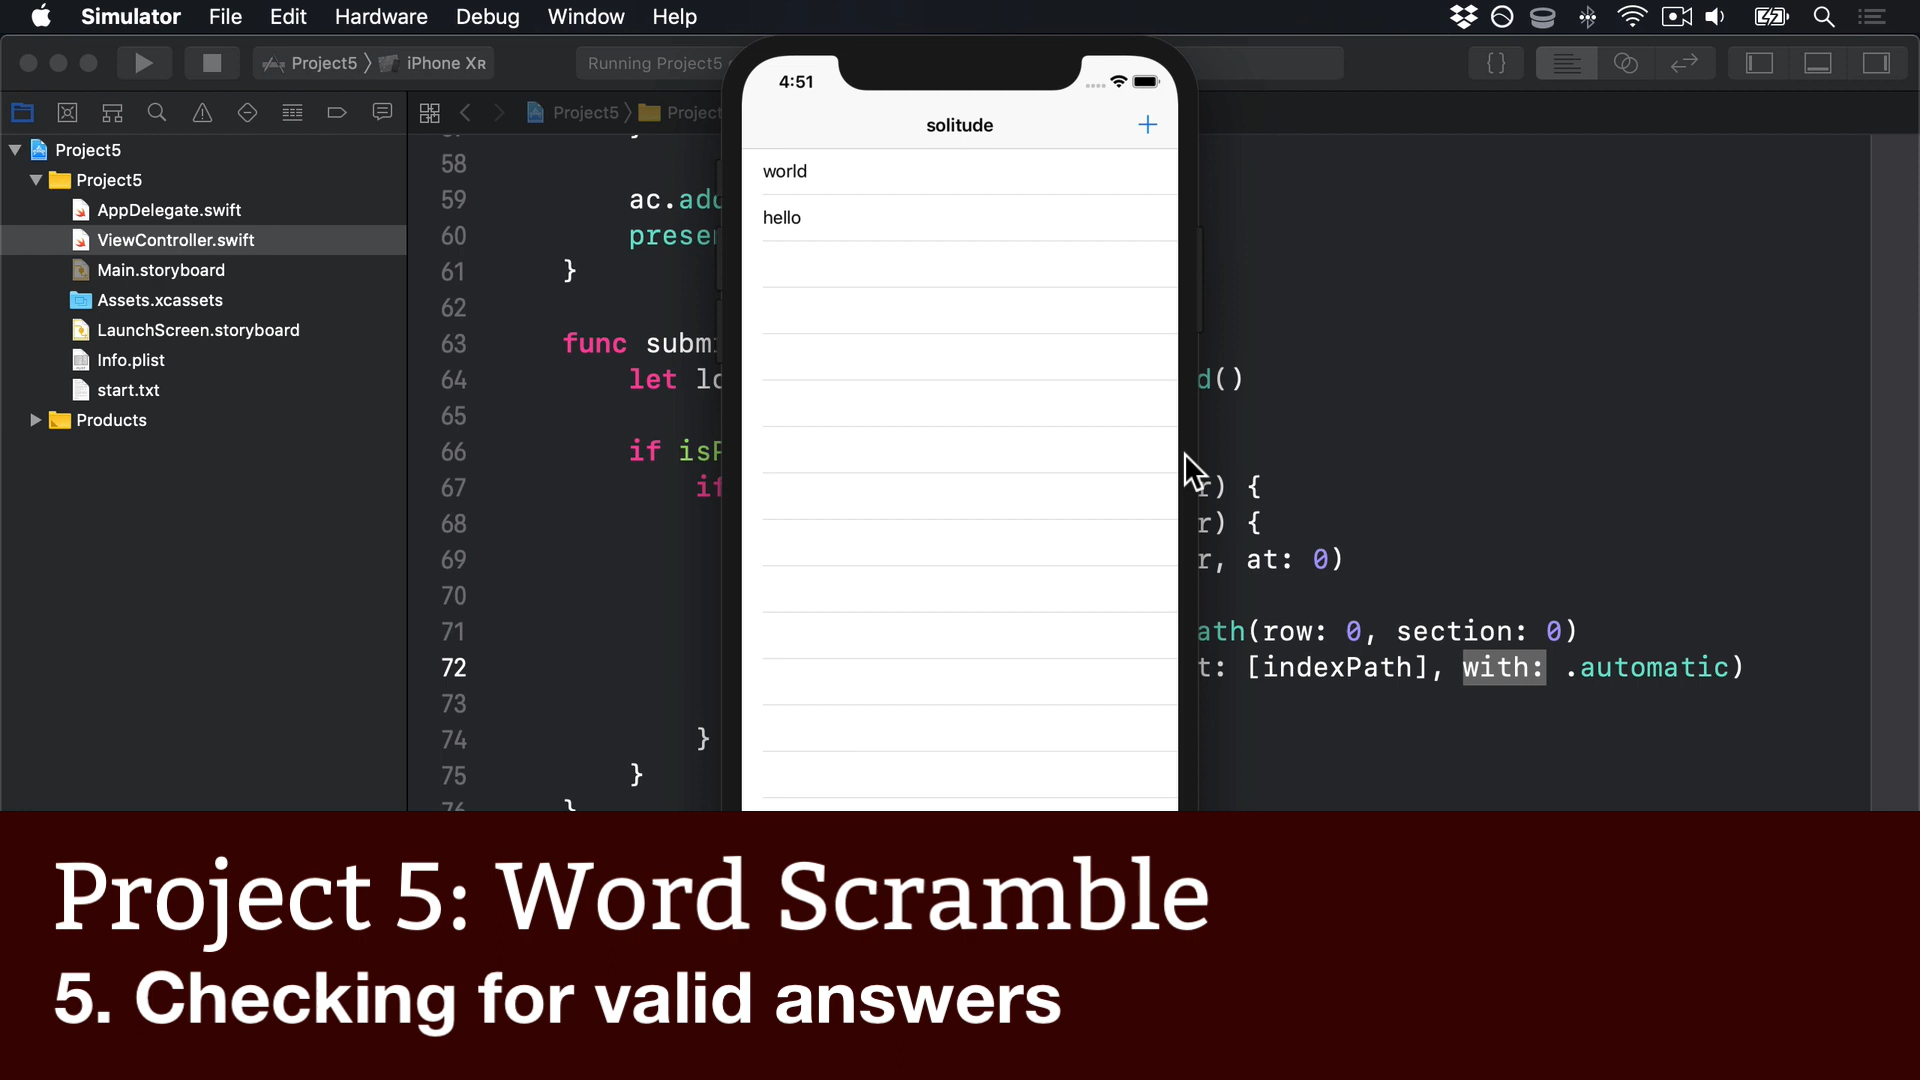 Simulator File Edit Hardware Debug Window Help
Project5 iPhone XR Running Project5
Project5 Project
Project5
Project5
AppDelegate.swift
ViewController.swift
Main.storyboard
Assets.xcassets
LaunchScreen.storyboard
Info.plist
start.txt
Products
4:51
solitude +
world
hello
58
59 ac.add
60 presen
61 }
62
63 func submi
64 let lo d()
65
66 if isP
67 if r) {
68 r) {
69 r, at: 0)
70
71 ath(row: 0, section: 0)
72 t: [indexPath], with: .automatic)
73
74 }
75 }
76 }
Project 5: Word Scramble
5. Checking for valid answers